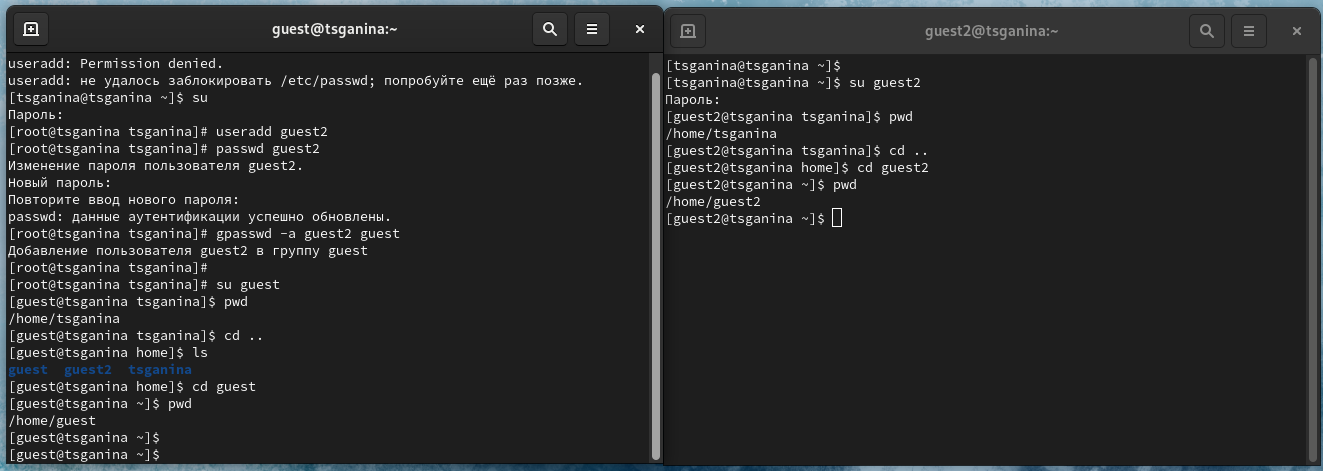 guest@tsganina:~
useradd: Permission denied.
useradd: не удалось заблокировать /etc/passwd; попробуйте ещё раз позже.
[tsganina@tsganina ~]$ su
Пароль:
[root@tsganina tsganina]# useradd guest2
[root@tsganina tsganina]# passwd guest2
Изменение пароля пользователя guest2.
Новый пароль:
Повторите ввод нового пароля:
passwd: данные аутентификации успешно обновлены.
[root@tsganina tsganina]# gpasswd -a guest2 guest
Добавление пользователя guest2 в группу guest
[root@tsganina tsganina]#
[root@tsganina tsganina]# su guest
[guest@tsganina tsganina]$ pwd
/home/tsganina
[guest@tsganina tsganina]$ cd ..
[guest@tsganina home]$ ls
guest  guest2  tsganina
[guest@tsganina home]$ cd guest
[guest@tsganina ~]$ pwd
/home/guest
[guest@tsganina ~]$
[guest@tsganina ~]$
guest2@tsganina:~
[tsganina@tsganina ~]$
[tsganina@tsganina ~]$ su guest2
Пароль:
[guest2@tsganina tsganina]$ pwd
/home/tsganina
[guest2@tsganina tsganina]$ cd ..
[guest2@tsganina home]$ cd guest2
[guest2@tsganina ~]$ pwd
/home/guest2
[guest2@tsganina ~]$